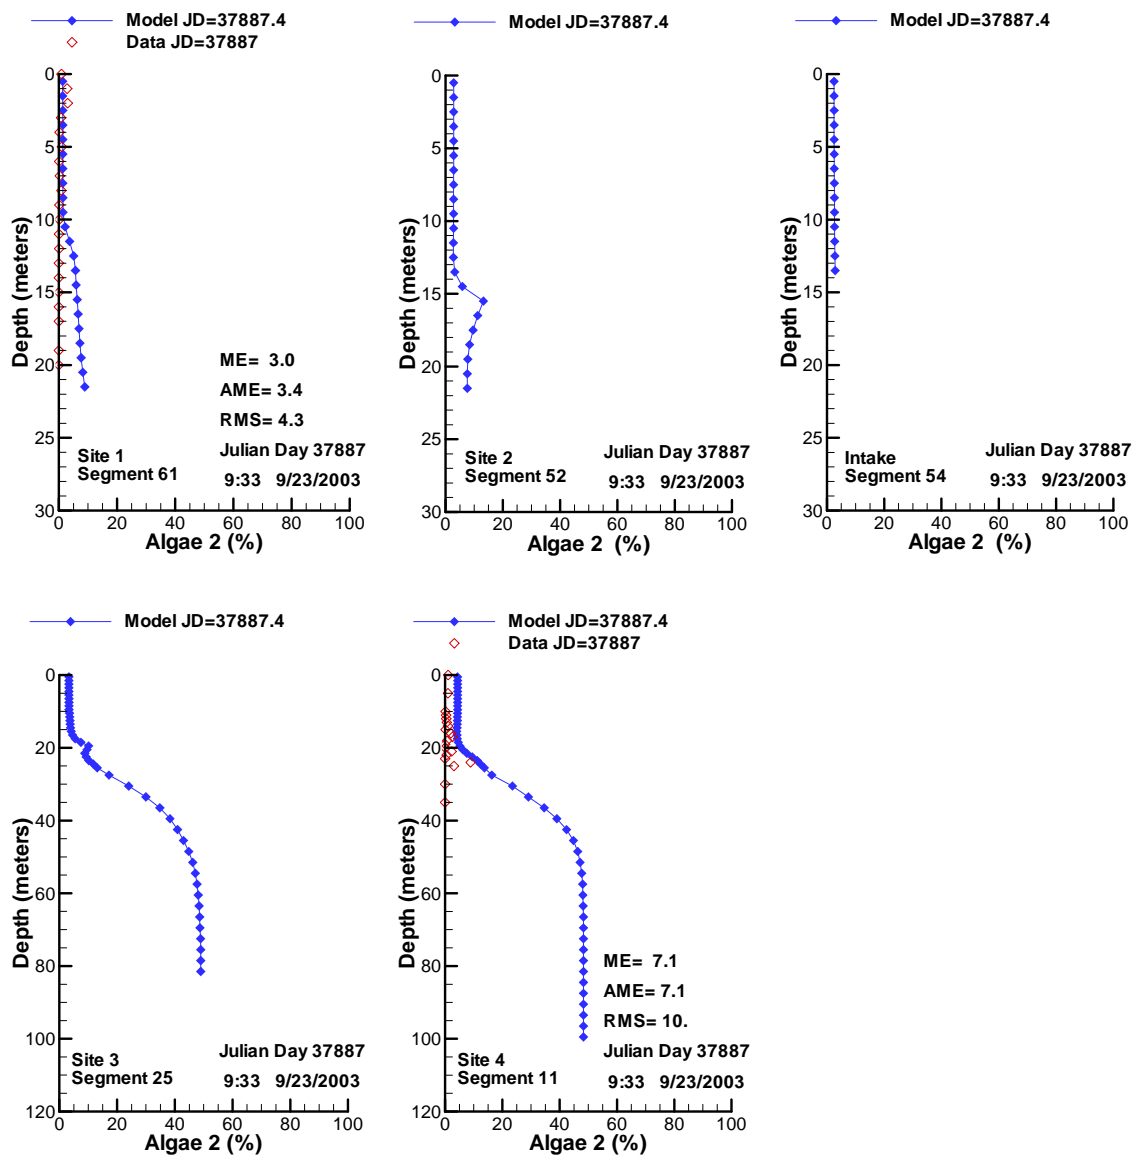 Model JD=37887.4
Data JD=37887
0
5
10
15
20
25
30
Depth (meters)
ME= 3.0
AME= 3.4
RMS= 4.3
Site 1
Segment 61
Julian Day 37887
9:33 9/23/2003
0 20 40 60 80 100
Algae 2 (%)
Model JD=37887.4
0
5
10
15
20
25
30
Depth (meters)
Site 2
Segment 52
Julian Day 37887
9:33 9/23/2003
0 20 40 60 80 100
Algae 2 (%)
Model JD=37887.4
0
5
10
15
20
25
30
Depth (meters)
Intake
Segment 54
Julian Day 37887
9:33 9/23/2003
0 20 40 60 80 100
Algae 2 (%)
Model JD=37887.4
0
20
40
60
80
100
120
Depth (meters)
Site 3
Segment 25
Julian Day 37887
9:33 9/23/2003
0 20 40 60 80 100
Algae 2 (%)
Model JD=37887.4
Data JD=37887
0
20
40
60
80
100
120
Depth (meters)
ME= 7.1
AME= 7.1
RMS= 10.
Site 4
Segment 11
Julian Day 37887
9:33 9/23/2003
0 20 40 60 80 100
Algae 2 (%)